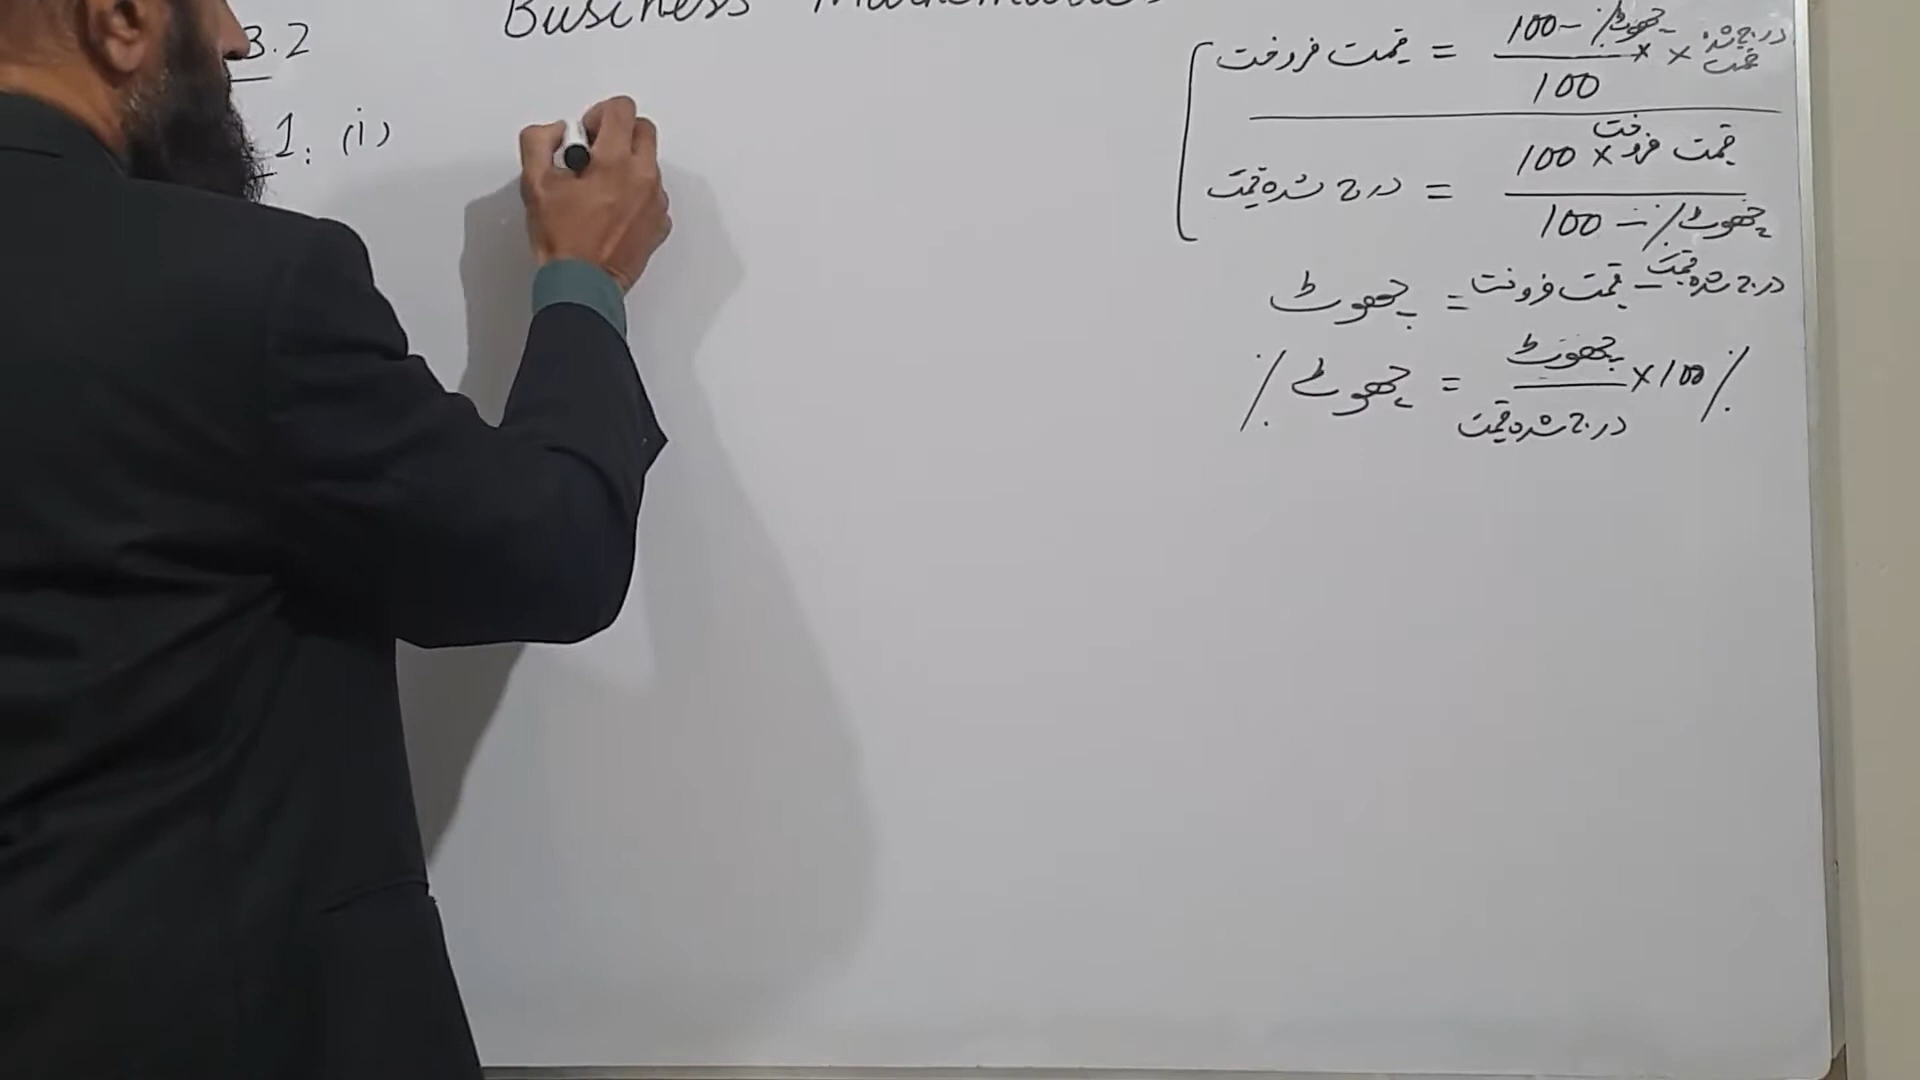 Business Mathematics
3.2
1: (i)
قیمت فروخت = 100 - چھوٹ% / 100 × درج شدہ قیمت
درج شدہ قیمت = 100 × قیمت فروخت / 100 - چھوٹ%
چھوٹ = درج شدہ قیمت - قیمت فروخت
چھوٹ% = چھوٹ / درج شدہ قیمت × 100%